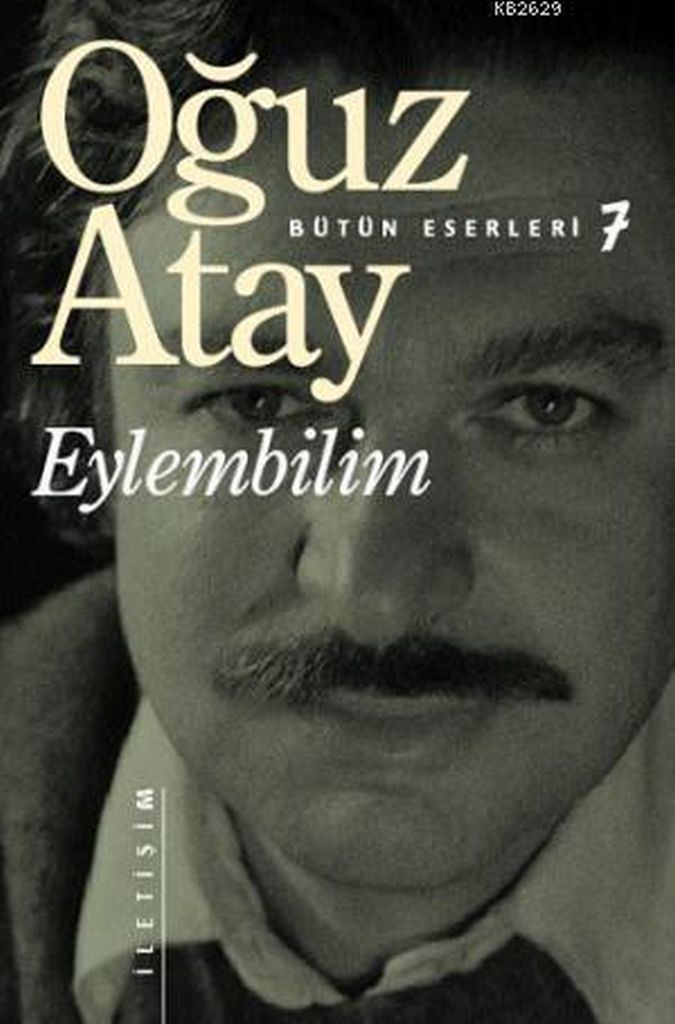 KB2629
Oğuz
BÜTÜN ESERLERİ 7
Atay
Eylembilim
İLETİŞİM